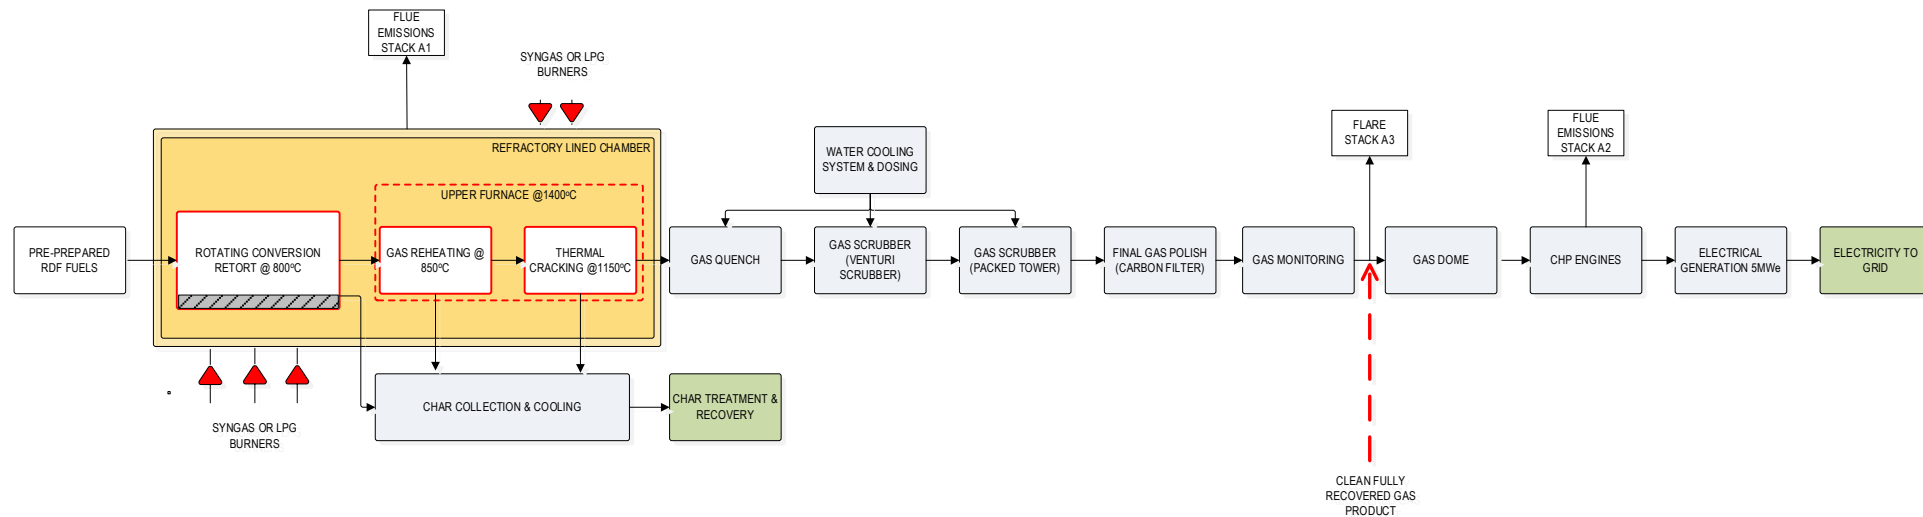 FLUE
EMISSIONS
STACK A1
SYNGAS OR LPG
BURNERS
REFRACTORY LINED CHAMBER
UPPER FURNACE @1400ºC
PRE-PREPARED
RDF FUELS
ROTATING CONVERSION
RETORT @ 800ºC
GAS REHEATING @
850ºC
THERMAL
CRACKING @1150ºC
GAS QUENCH
WATER COOLING
SYSTEM & DOSING
GAS SCRUBBER
(VENTURI
SCRUBBER)
GAS SCRUBBER
(PACKED TOWER)
FINAL GAS POLISH
(CARBON FILTER)
GAS MONITORING
FLARE
STACK A3
GAS DOME
FLUE
EMISSIONS
STACK A2
CHP ENGINES
ELECTRICAL
GENERATION 5MWe
ELECTRICITY TO
GRID
CHAR COLLECTION & COOLING
CHAR TREATMENT &
RECOVERY
SYNGAS OR LPG
BURNERS
CLEAN FULLY
RECOVERED GAS
PRODUCT